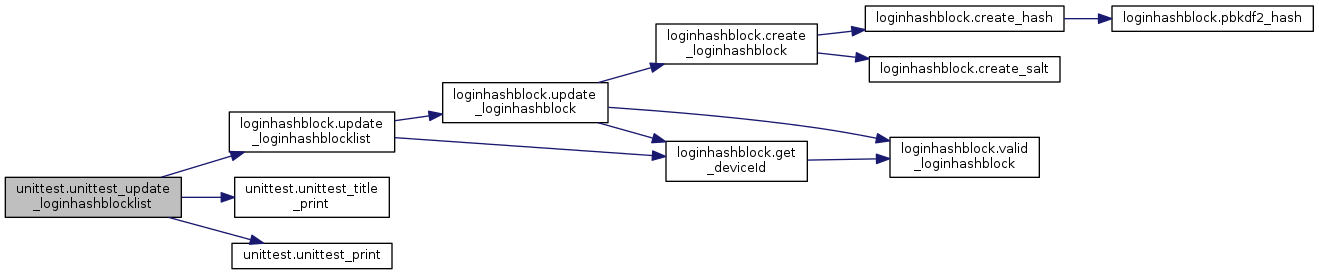 unittest.unittest_update
_loginhashblocklist
loginhashblock.update
_loginhashblocklist
unittest.unittest_title
_print
unittest.unittest_print
loginhashblock.update
_loginhashblock
loginhashblock.create
_loginhashblock
loginhashblock.get
_deviceId
loginhashblock.create_hash
loginhashblock.create_salt
loginhashblock.valid
_loginhashblock
loginhashblock.pbkdf2_hash